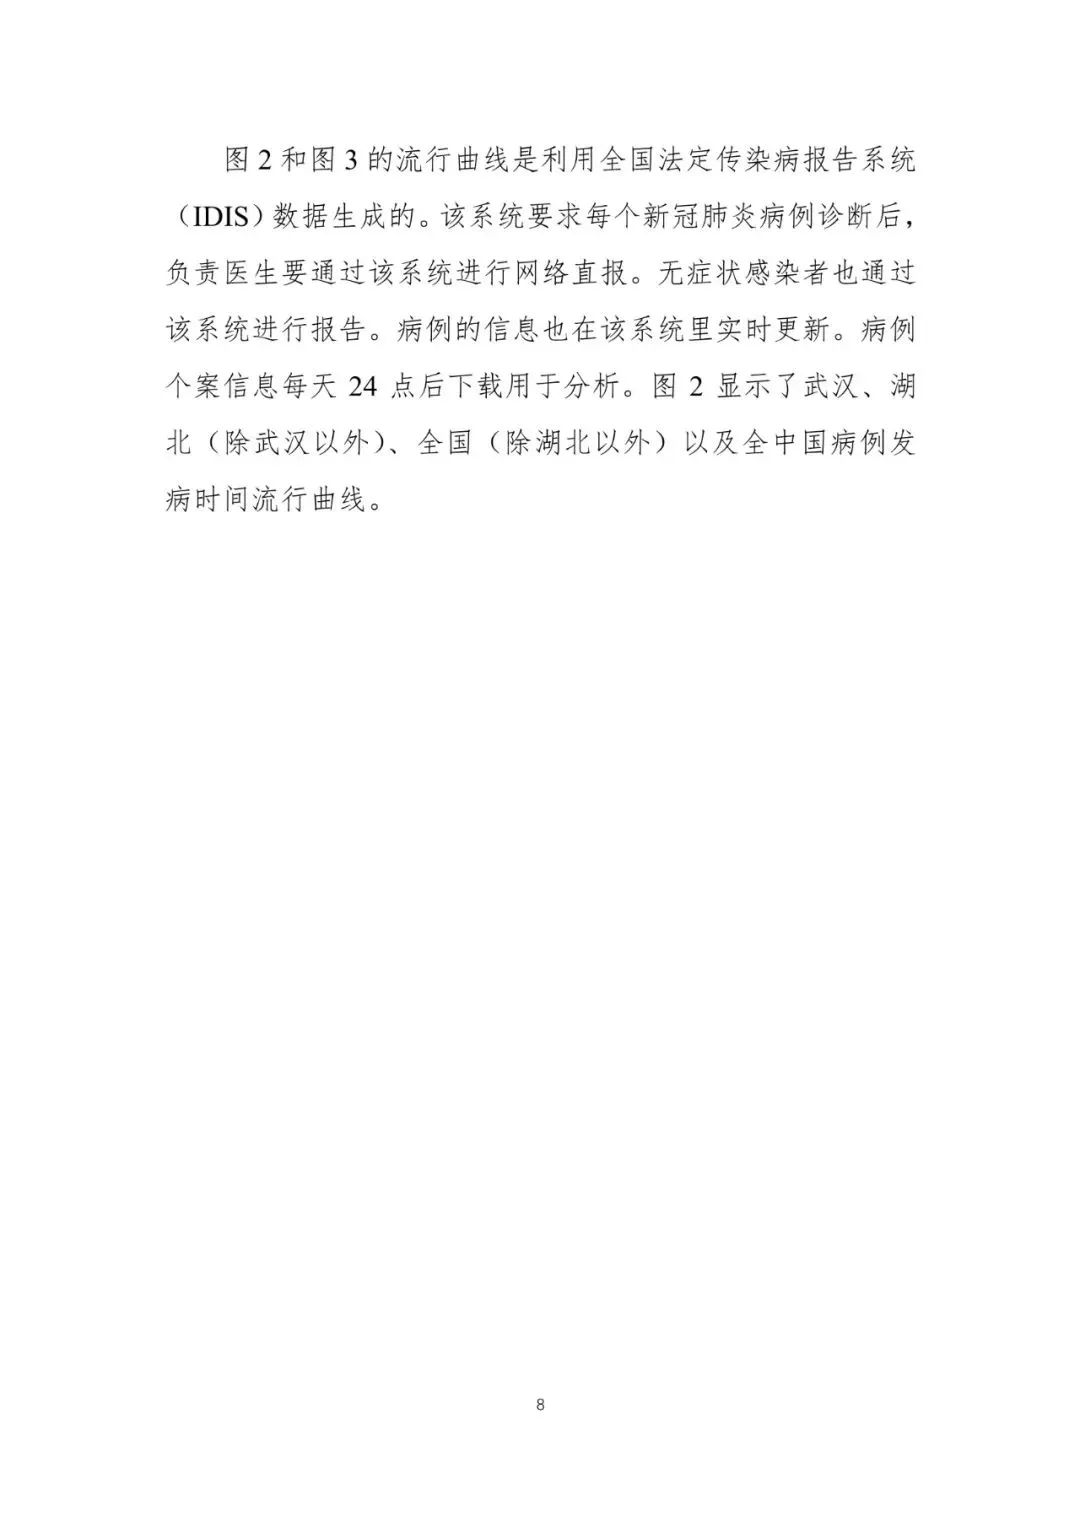 图 2 和图 3 的流行曲线是利用全国法定传染病报告系统
（IDIS）数据生成的。该系统要求每个新冠肺炎病例诊断后，
负责医生要通过该系统进行网络直报。无症状感染者也通过
该系统进行报告。病例的信息也在该系统里实时更新。病例
个案信息每天 24 点后下载用于分析。图 2 显示了武汉、湖
北（除武汉以外）、全国（除湖北以外）以及全中国病例发
病时间流行曲线。
8